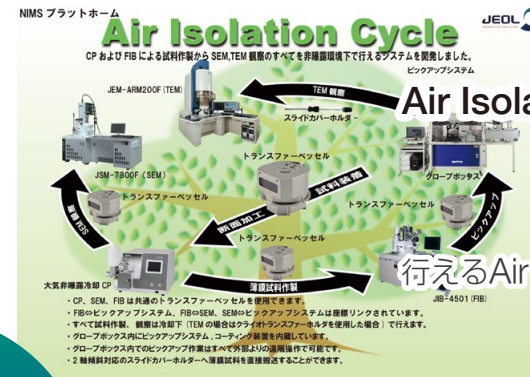 NIMS プラットホーム
JEOL
Air Isolation Cycle
CP および FIB による試料作製から SEM,TEM 観察のすべてを非曝露環境下で行えるシステムを開発しました。
ピックアップシステム
JEM-ARM200F(TEM)
TEM 観察
Air Isola
スライドカバーホルダ－
トランスファーベッセル
JSM-7800F (SEM)
グローブボックス
試料装着
トランスファーベッセル
トランスファーベッセル
SEM観察
断面加工
ピックアップ
トランスファーベッセル
大気非曝露冷却 CP
薄膜試料作製
行えるAir
JIB-4501 (FIB)
・CP、SEM、FIB は共通のトランスファーベッセルを使用できます。
・FIB⇔ピックアップシステム、FIB⇔SEM、SEM⇔ピックアップシステムは座標リンクされています。
・すべて試料作製、 観察は冷却下（TEM の場合はクライオトランスファーホルダを使用した場合 ）で行えます。
・グローブボックス内にピックアップシステム , コーティング装置を内蔵しています。
・グローブボックス内でのピックアップ作業はすべて外部よりの遠隔操作で可能です。
・2 軸傾斜対応のスライドカバーホルダーへ薄膜試料を直接搬送することができます。